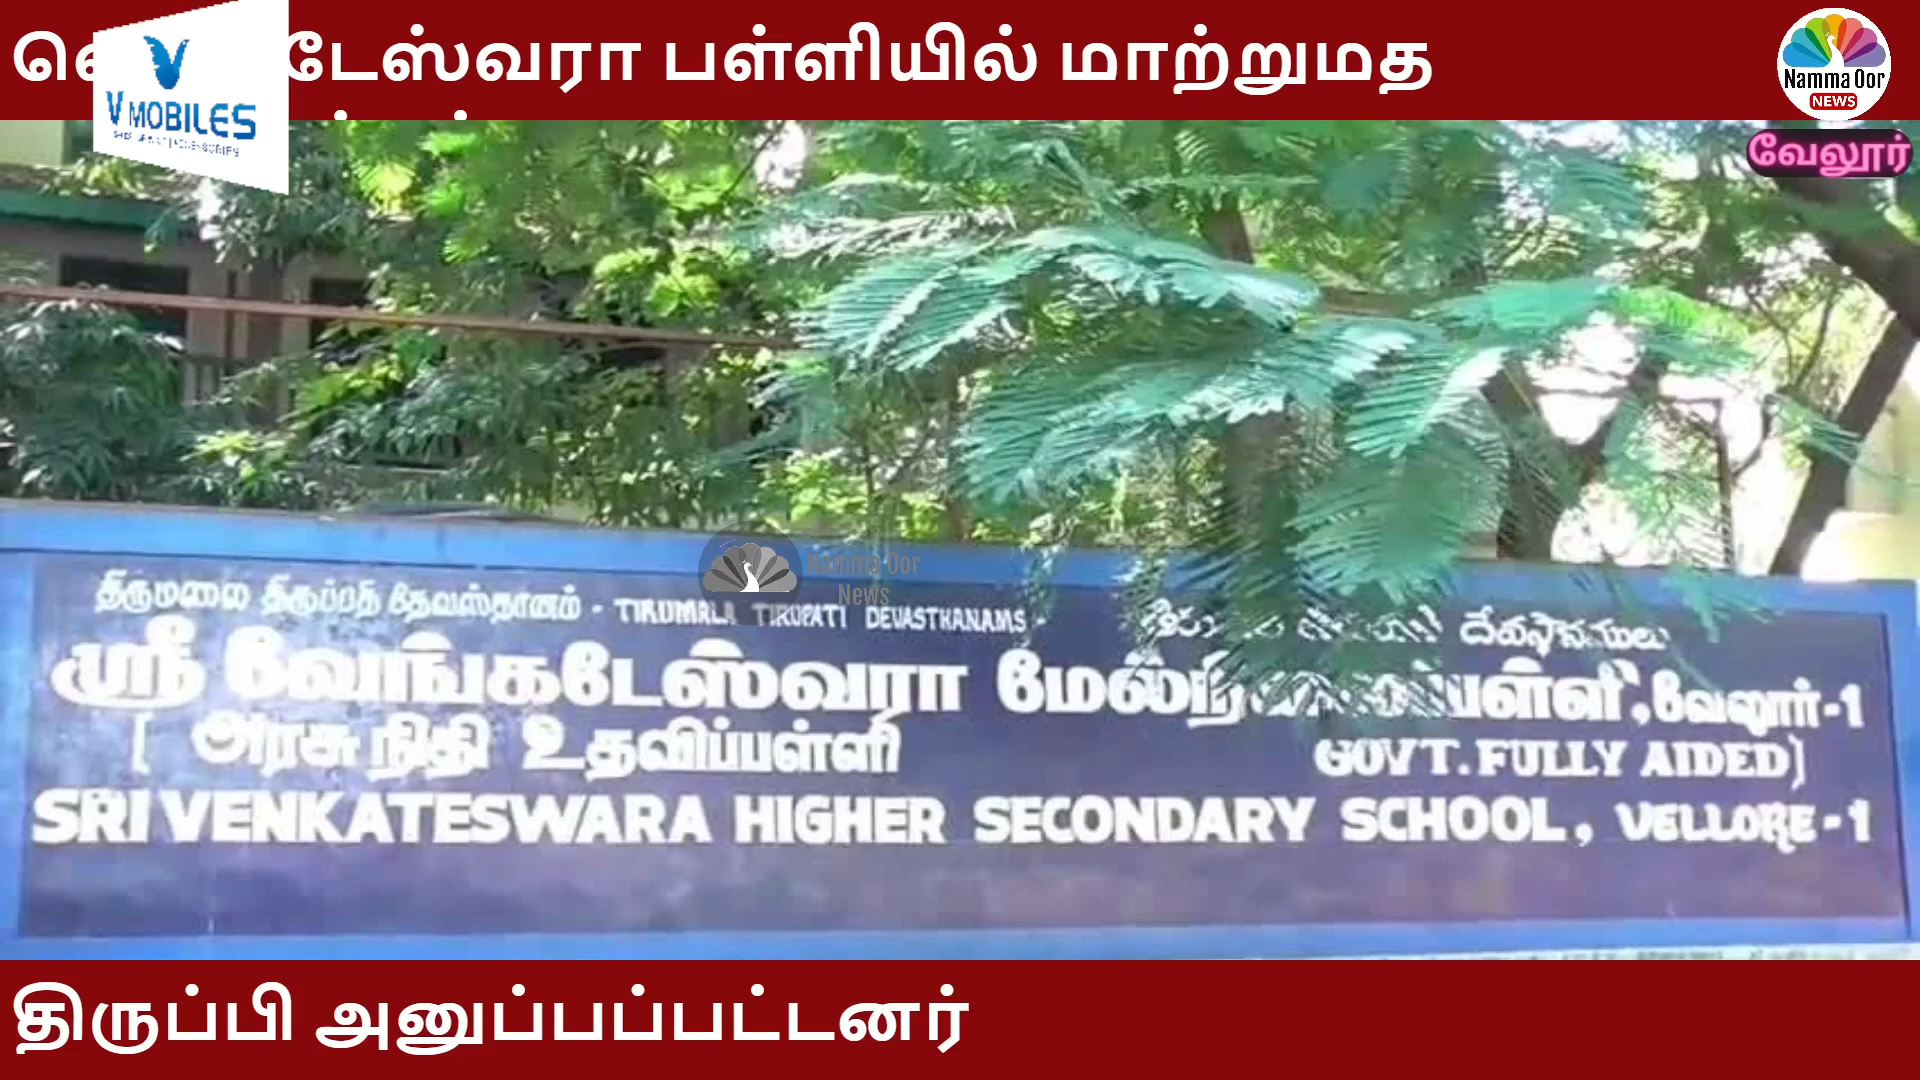 டேஸ்வரா பள்ளியில் மாற்றுமத
V MOBILES
Namma Oor
NEWS
வேலூர்
Namma Oor
News
திருமலை திருப்பதி தேவஸ்தானம் - TIRUMALA TIRUPATI DEVASTHANAMS -
దేవస్థానములు
ஸ்ரீ வேங்கடேஸ்வரா மேல்நிலைப்பள்ளி, வேலூர்-1
[ அரசு நிதி உதவிப்பள்ளி GOVT. FULLY AIDED]
SRI VENKATESWARA HIGHER SECONDARY SCHOOL, VELLORE-1
திருப்பி அனுப்பப்பட்டனர்